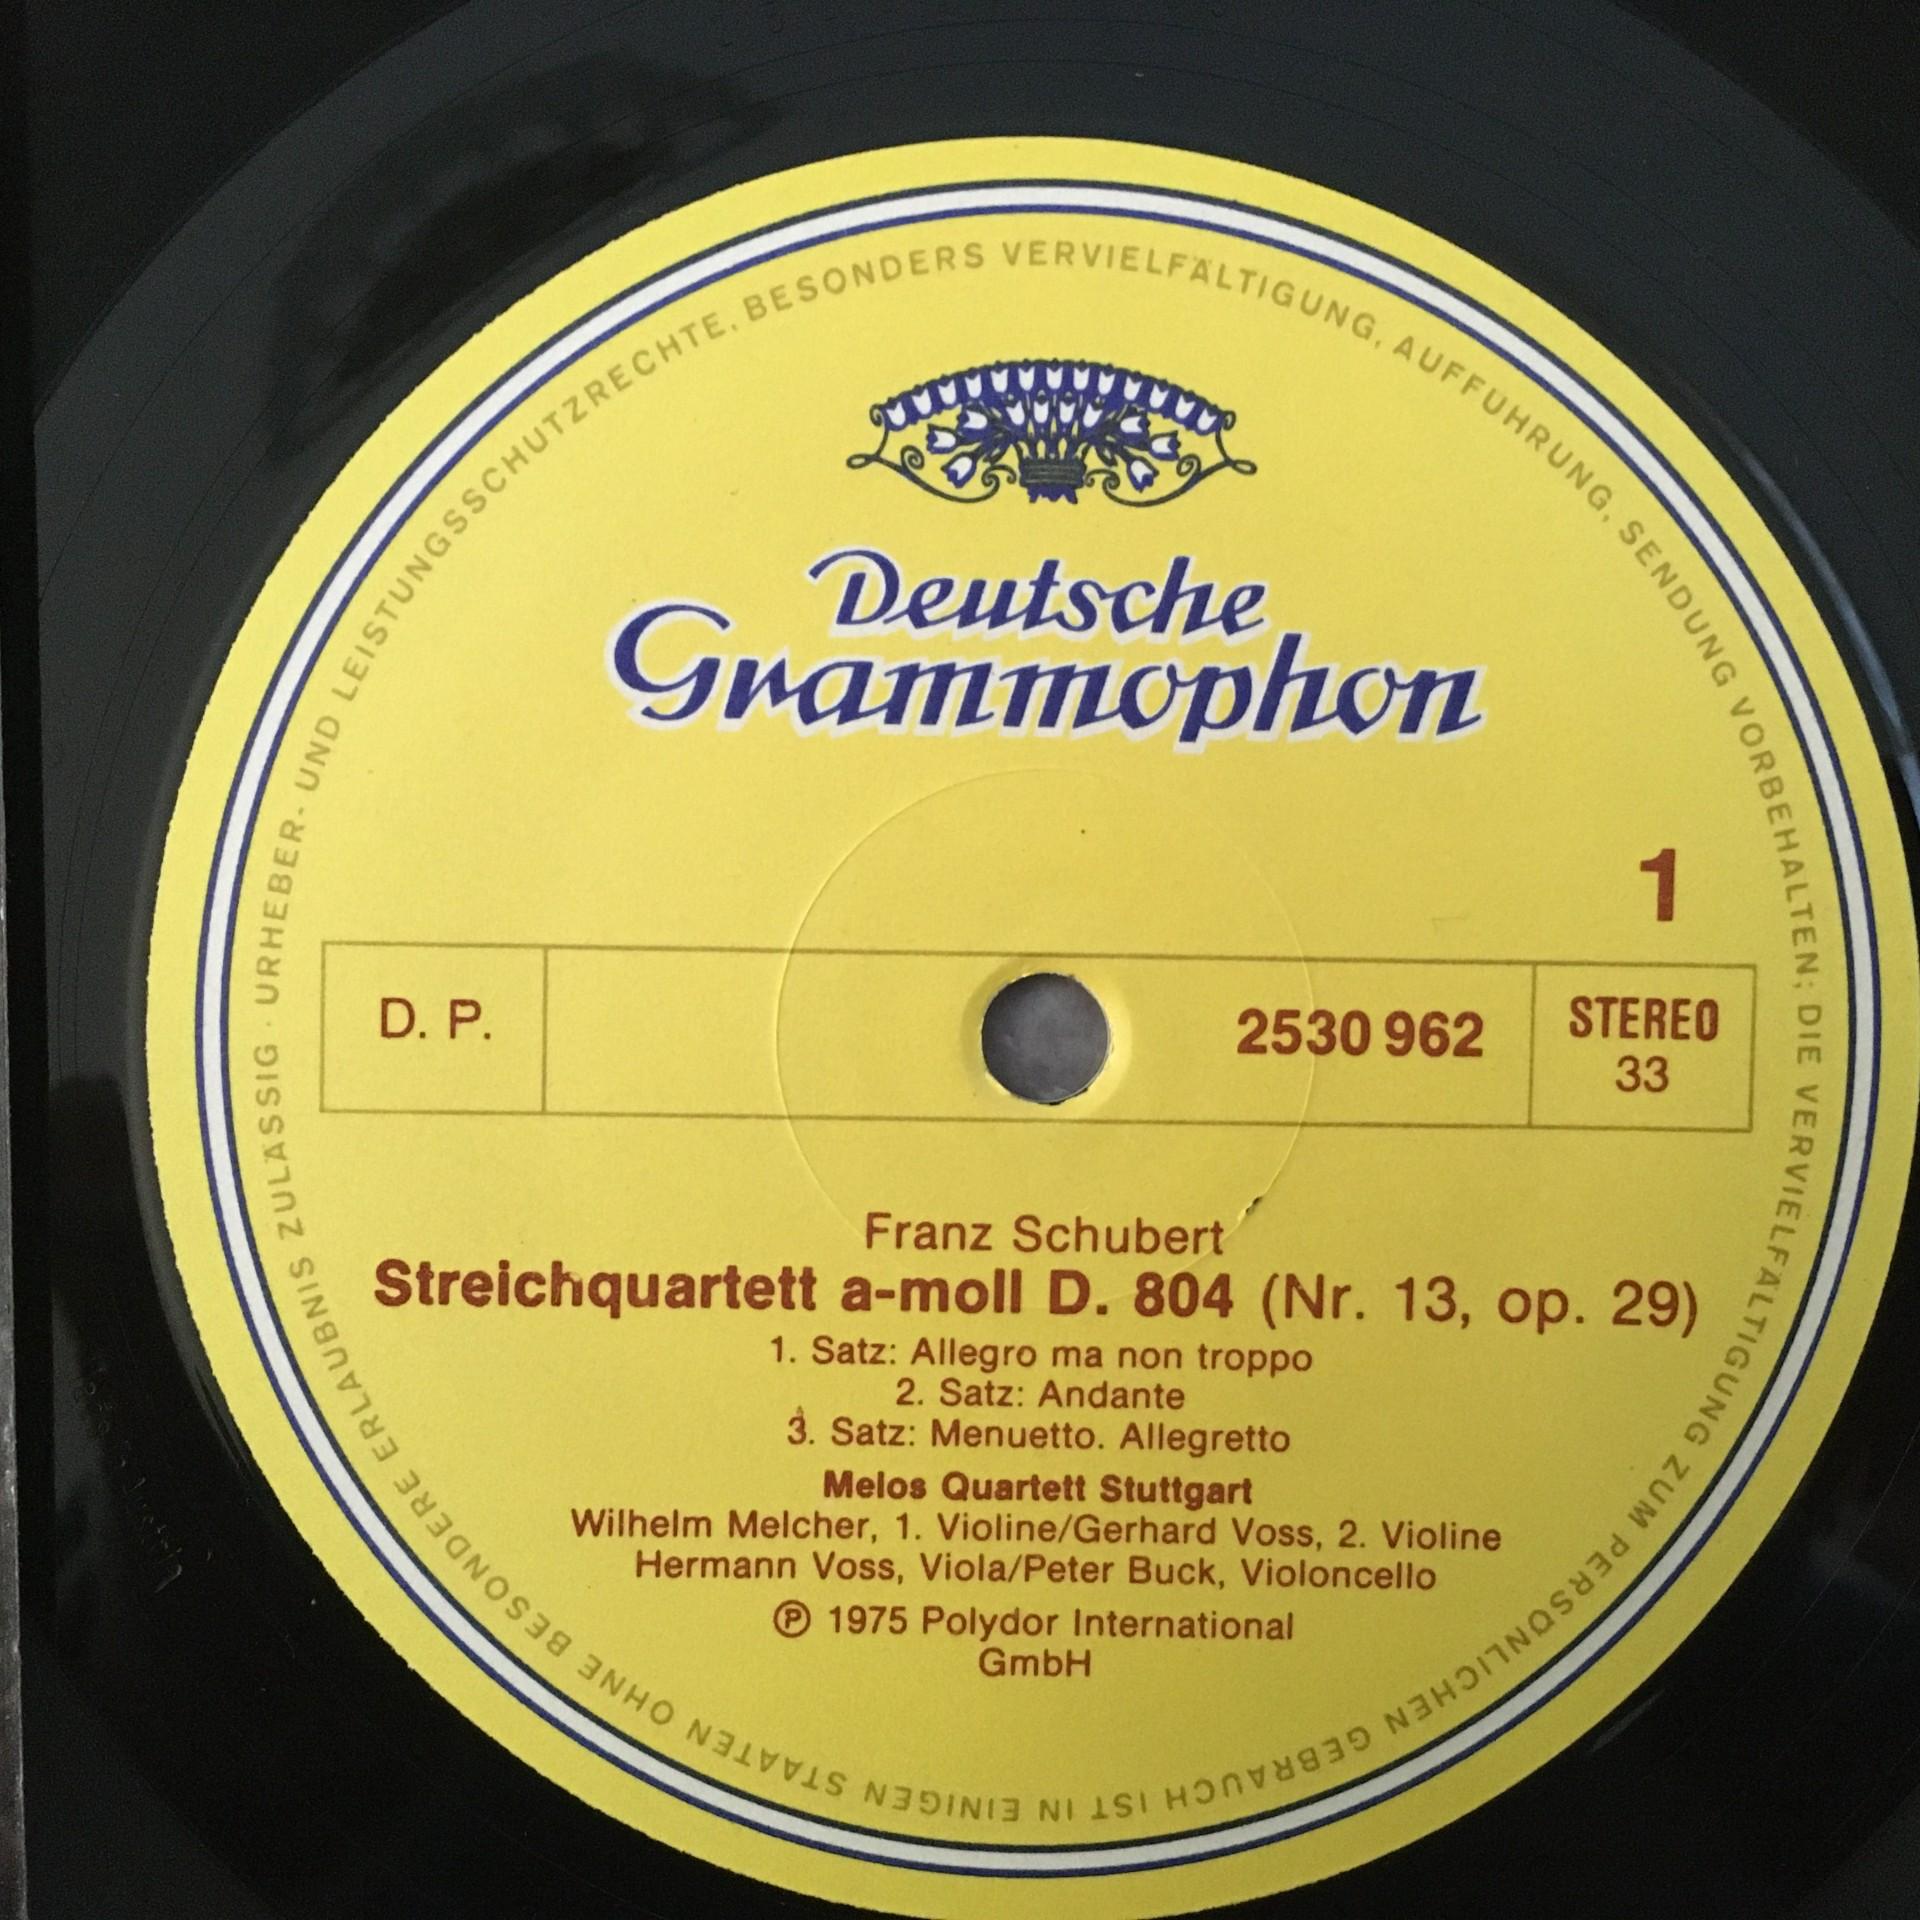 URHEBER- UND LEISTUNGSSCHUTZRECHTE, BESONDERS VERVIELFÄLTIGUNG, AUFFÜHRUNG, SENDUNG VORBEHALTEN; DIE VERVIELFÄLTIGUNG ZUM PERSÖNLICHEN GEBRAUCH IST IN EINIGEN STAATEN OHNE BESONDERE ERLAUBNIS ZULÄSSIG ·
Deutsche
Grammophon
1
D. P.
2530 962
STEREO
33
Franz Schubert
Streichquartett a-moll D. 804 (Nr. 13, op. 29)
1. Satz: Allegro ma non troppo
2. Satz: Andante
3. Satz: Menuetto. Allegretto
Melos Quartett Stuttgart
Wilhelm Melcher, 1. Violine/Gerhard Voss, 2. Violine
Hermann Voss, Viola/Peter Buck, Violoncello
℗ 1975 Polydor International
GmbH